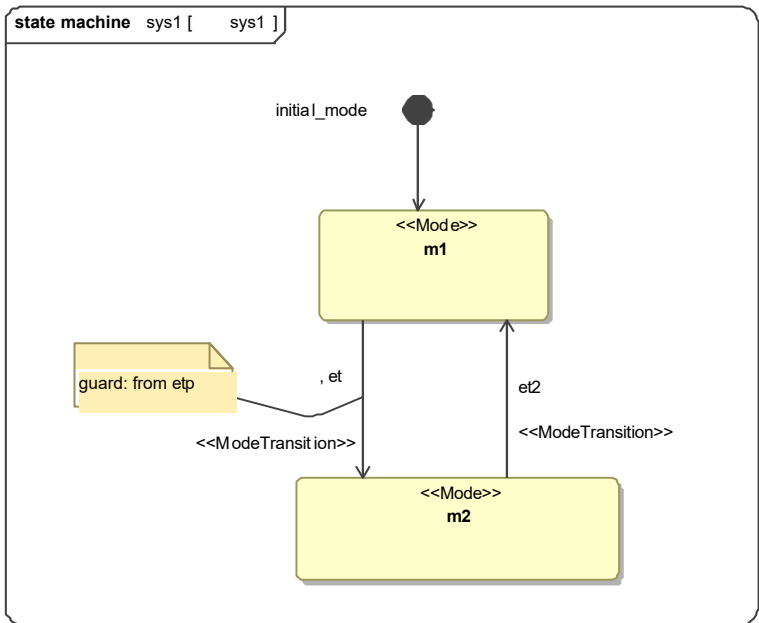 state machine sys1 [ sys1 ]
initial_mode
<<Mode>>
m1
, et
guard: from etp
et2
<<ModeTransition>>
<<ModeTransition>>
<<Mode>>
m2